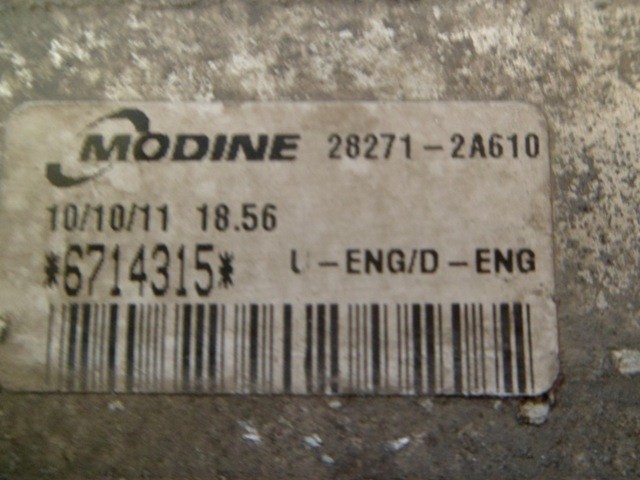 MODINE 28271-2A610
10/10/11 18.56
*6714315* U-ENG/D-ENG